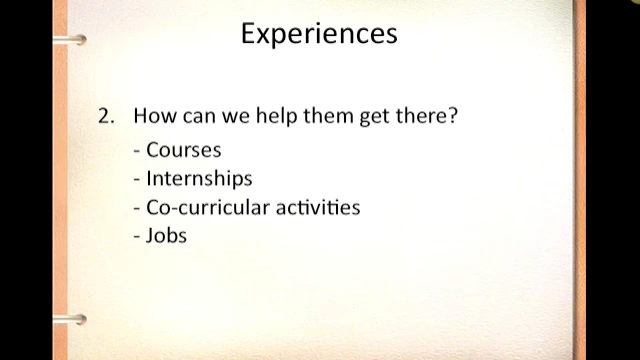 Experiences
2. How can we help them get there?
- Courses
- Internships
- Co-curricular activities
- Jobs